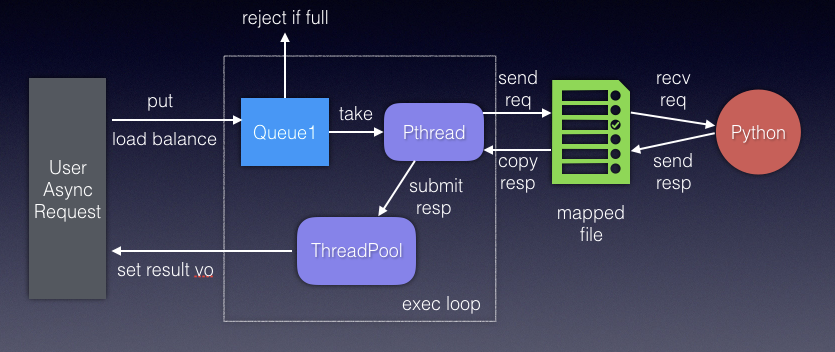 reject if full
put
load balance
User
Async
Request
Queue1
take
Pthread
send
req
copy
resp
recv
req
send
resp
Python
mapped
file
submit
resp
ThreadPool
set result vo
exec loop